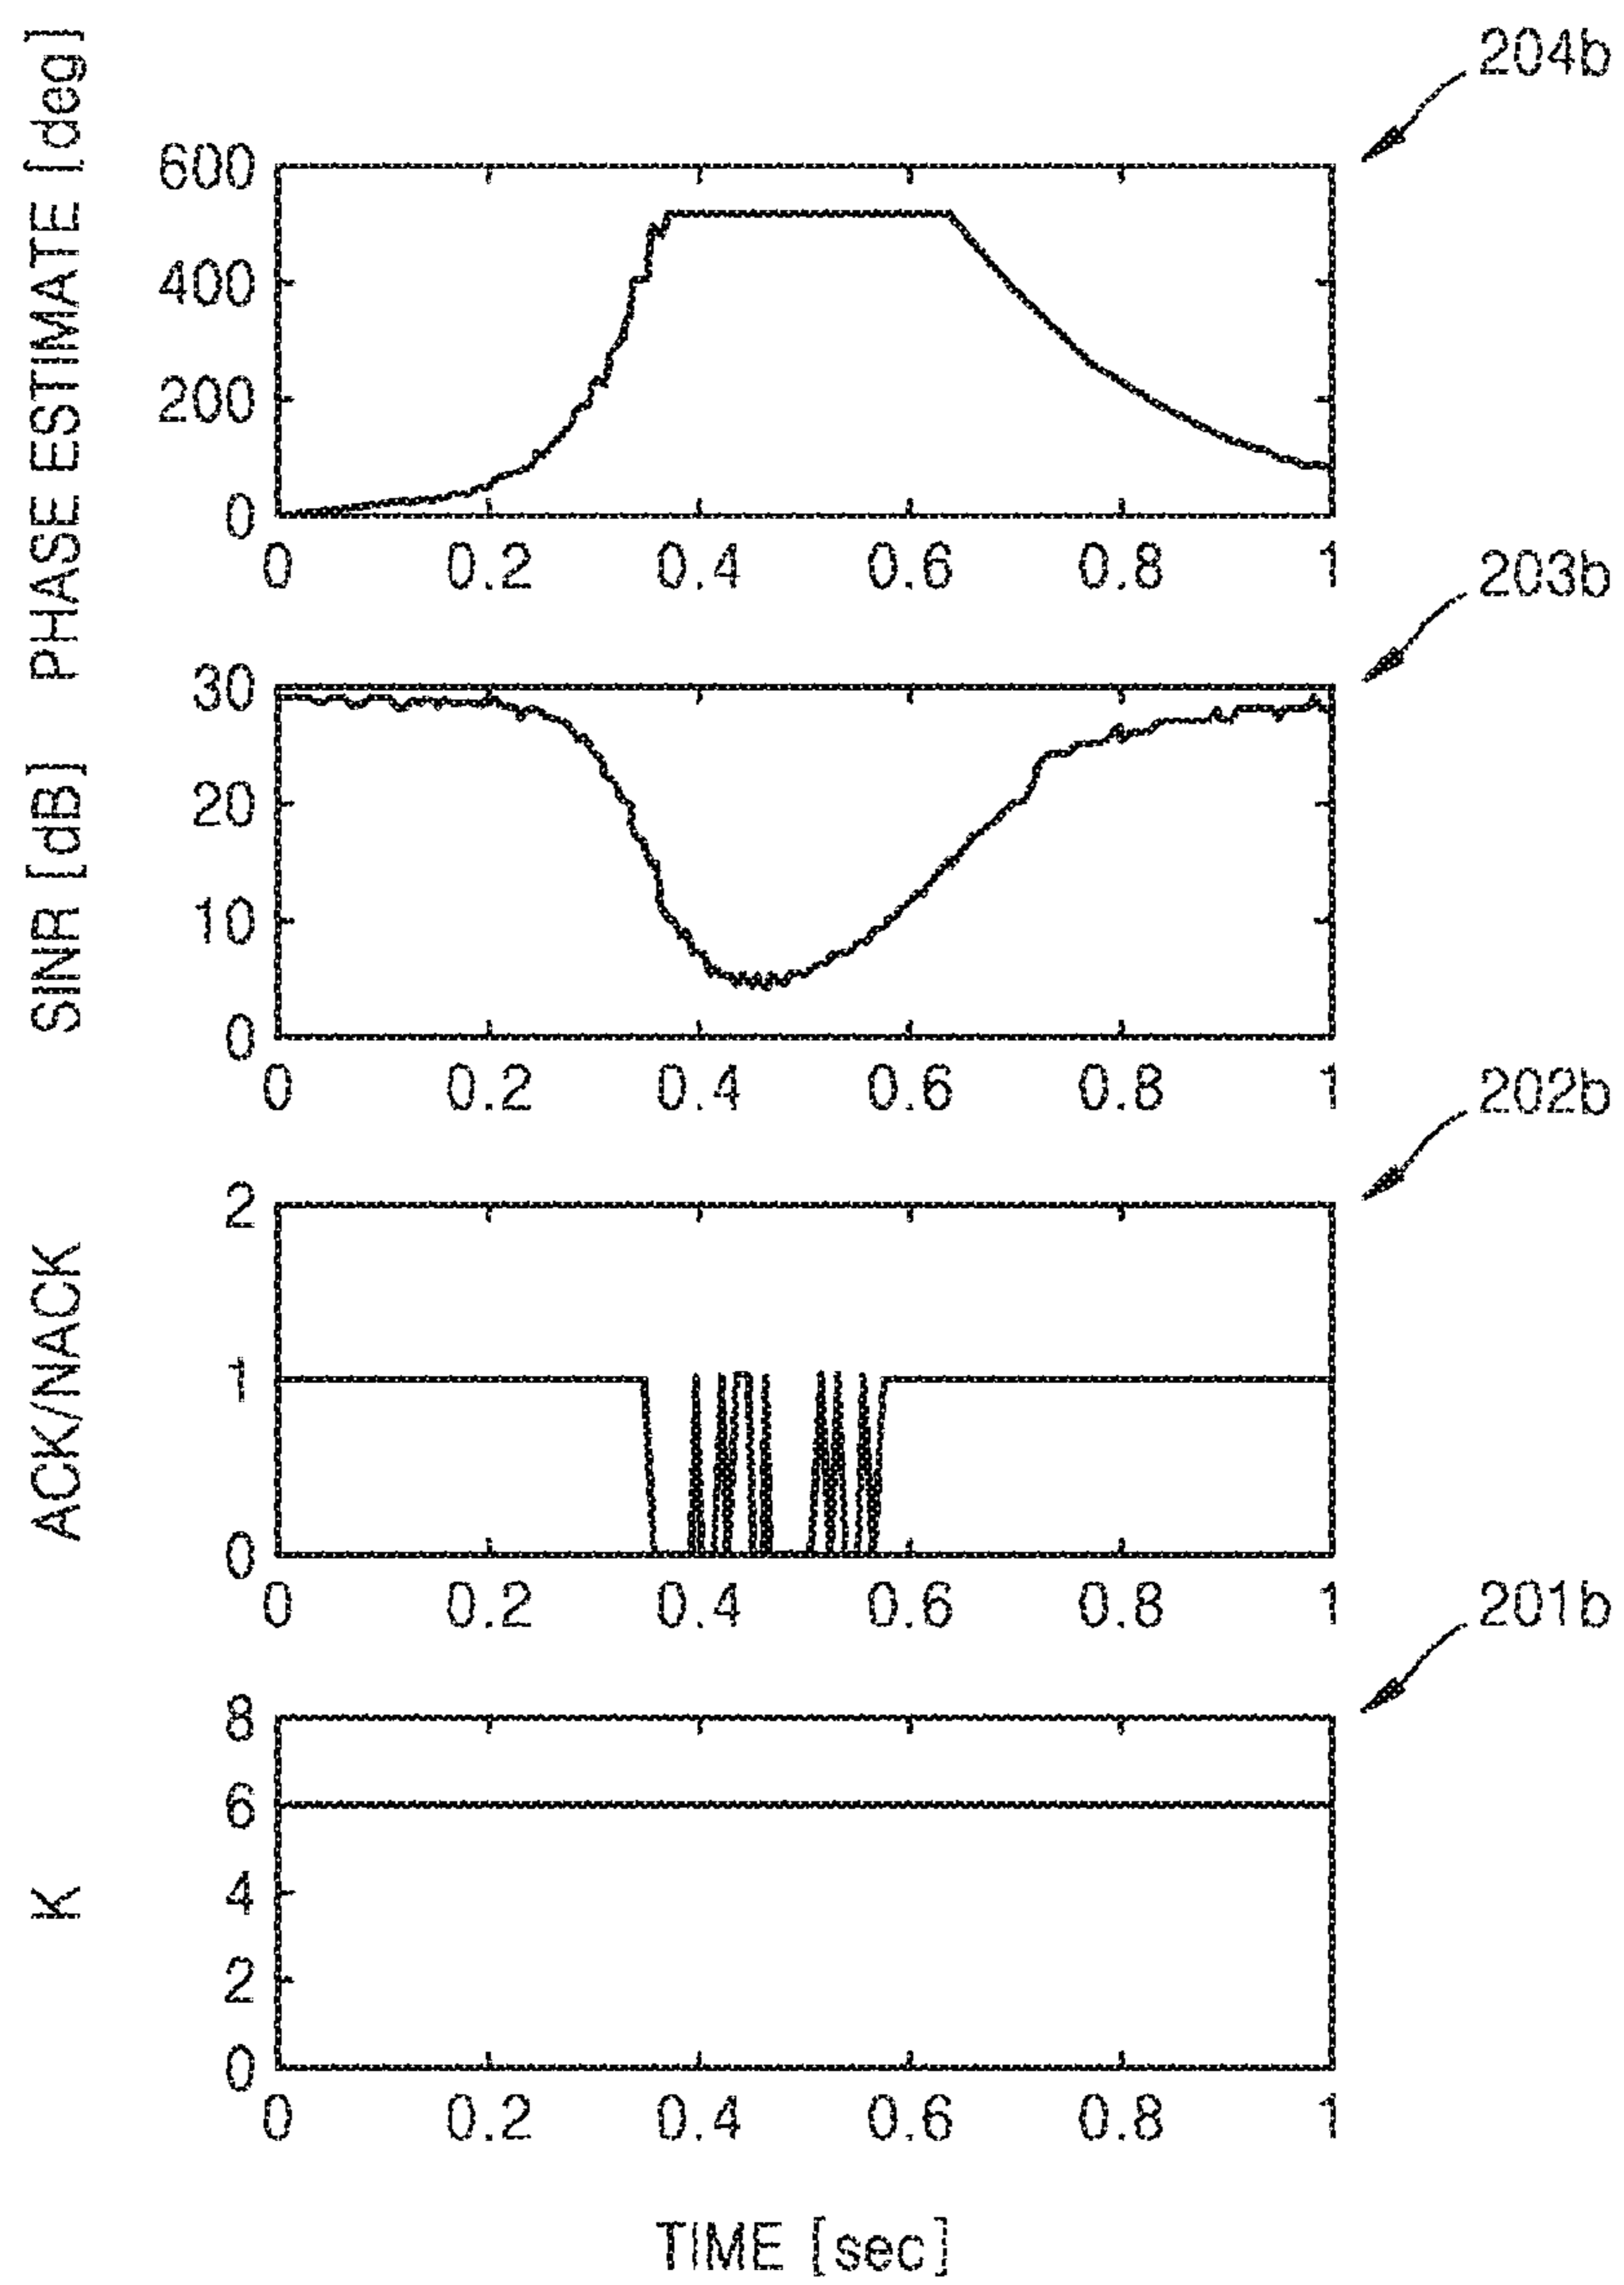 204b
PHASE ESTIMATE [deg]
600
400
200
0
0 0.2 0.4 0.6 0.8 1
203b
SINR [dB]
30
20
10
0
0 0.2 0.4 0.6 0.8 1
202b
ACK/NACK
2
1
0
0 0.2 0.4 0.6 0.8 1
201b
K
8
6
4
2
0
0 0.2 0.4 0.6 0.8 1
TIME [sec]